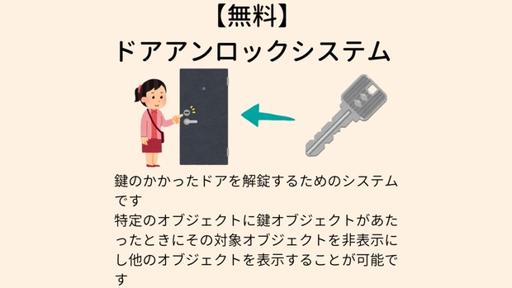 【無料】
ドアアンロックシステム
鍵のかかったドアを解錠するためのシステム
です
特定のオブジェクトに鍵オブジェクトがあた
ったときにその対象オブジェクトを非表示に
し他のオブジェクトを表示することが可能で
す